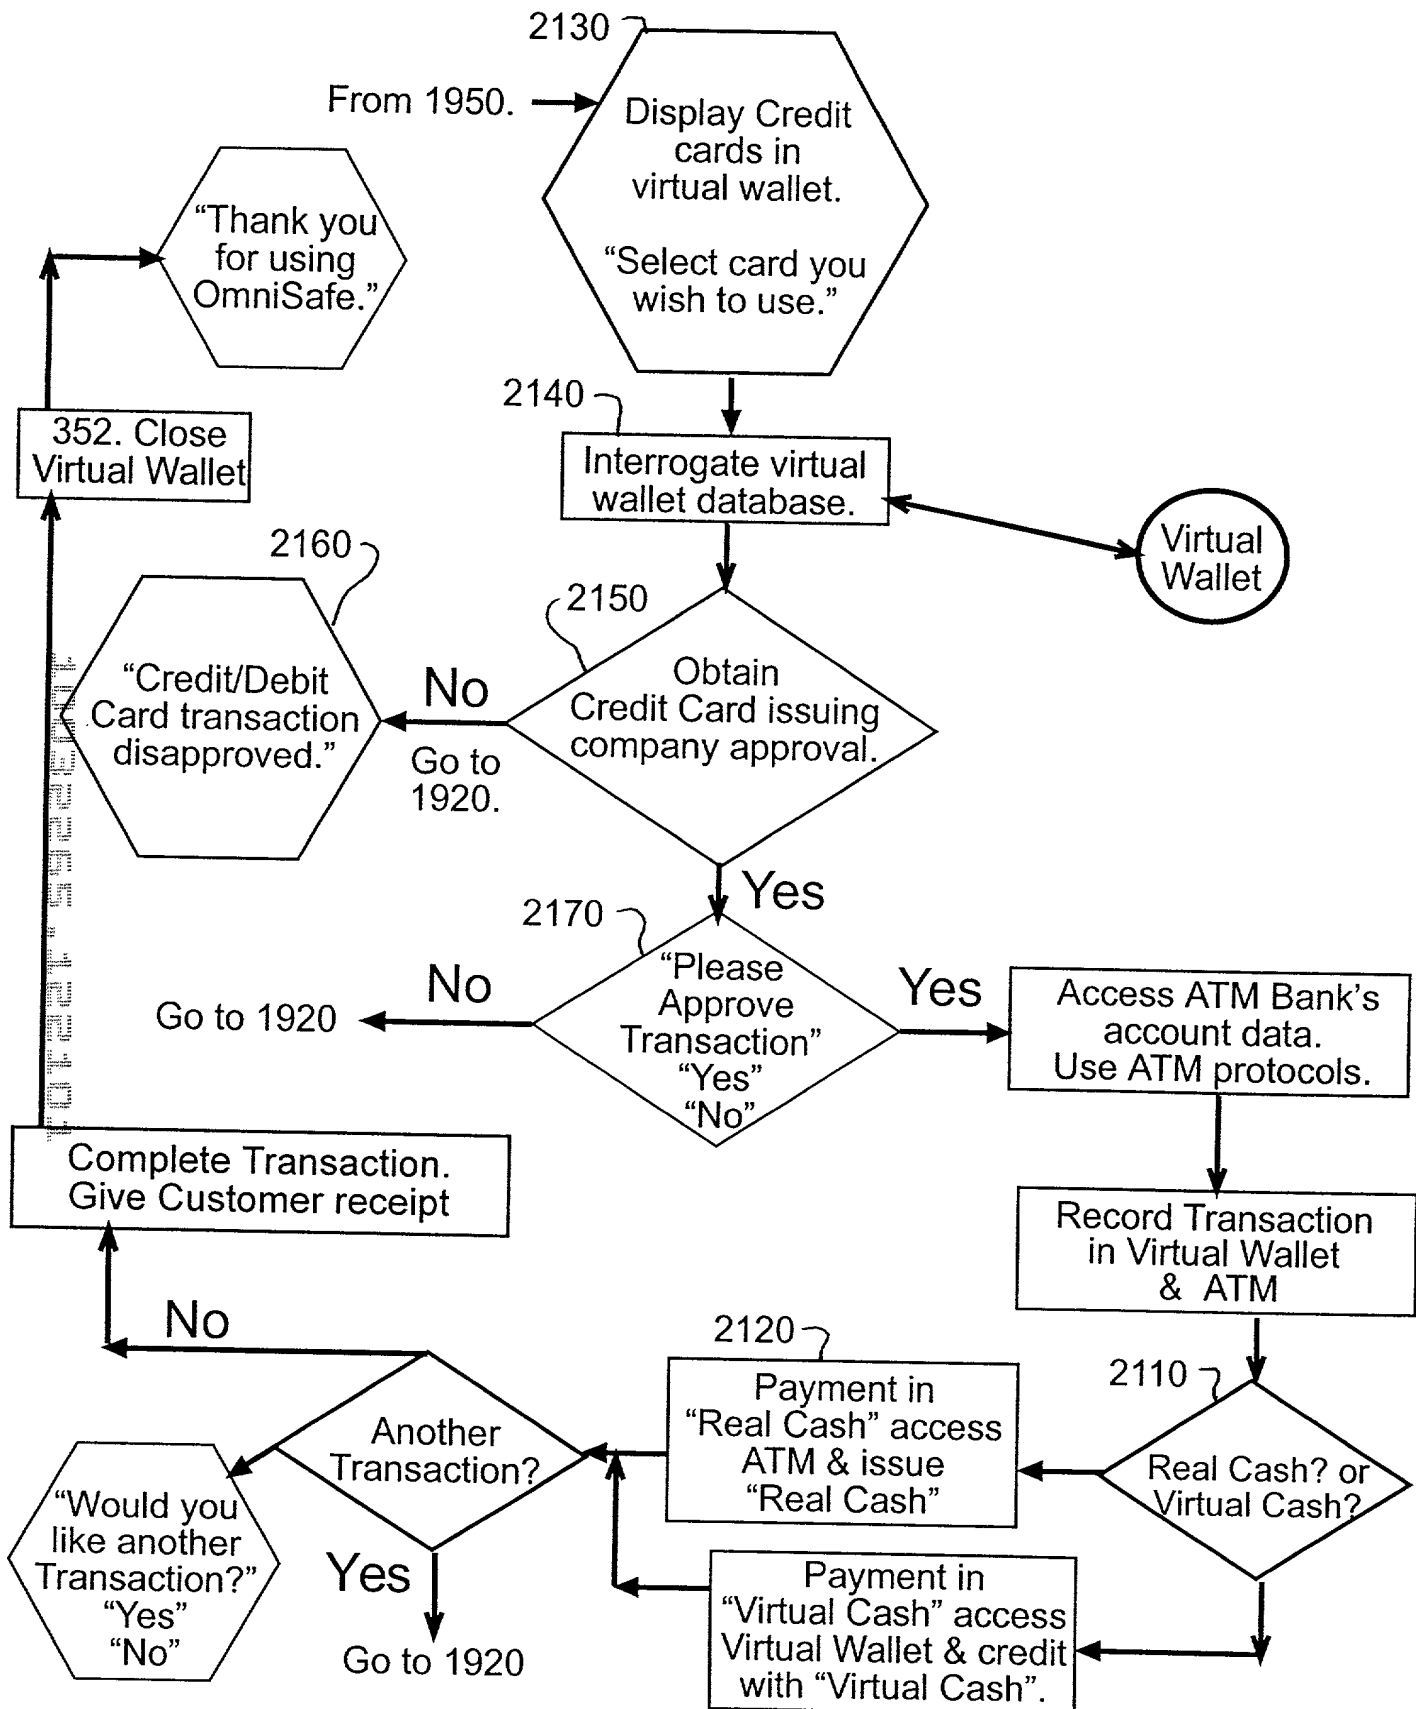 2130
From 1950.
Display Credit
cards in
virtual wallet.
“Select card you
wish to use.”
“Thank you
for using
OmniSafe.”
352. Close
Virtual Wallet
2140
Interrogate virtual
wallet database.
Virtual
Wallet
2160
“Credit/Debit
Card transaction
disapproved.”
2150
No
Go to
1920.
Obtain
Credit Card issuing
company approval.
Yes
2170
“Please
Approve
Transaction”
“Yes”
“No”
No
Go to 1920
Yes
Access ATM Bank’s
account data.
Use ATM protocols.
Record Transaction
in Virtual Wallet
& ATM
Complete Transaction.
Give Customer receipt
No
2120
Payment in
“Real Cash” access
ATM & issue
“Real Cash”
2110
Real Cash? or
Virtual Cash?
Another
Transaction?
“Would you
like another
Transaction?”
“Yes”
“No”
Yes
Go to 1920
Payment in
“Virtual Cash” access
Virtual Wallet & credit
with “Virtual Cash”.